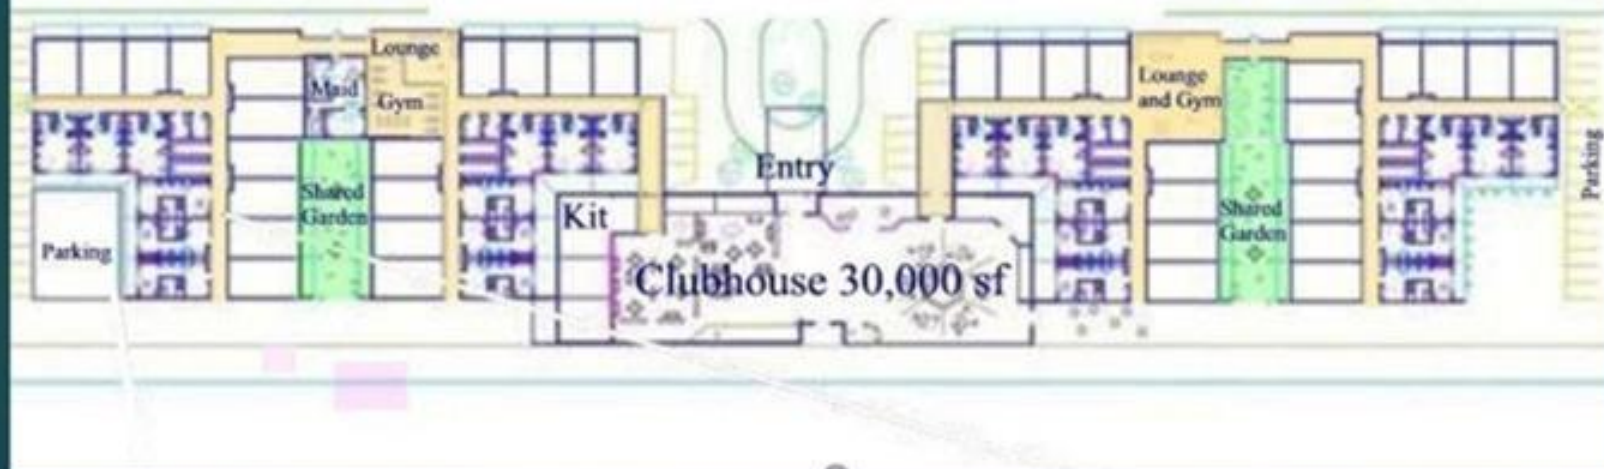 Lounge
Maid
Gym
Lounge
and Gym
Entry
Shared
Garden
Kit
Shared
Garden
Parking
Parking
Clubhouse 30,000 sf